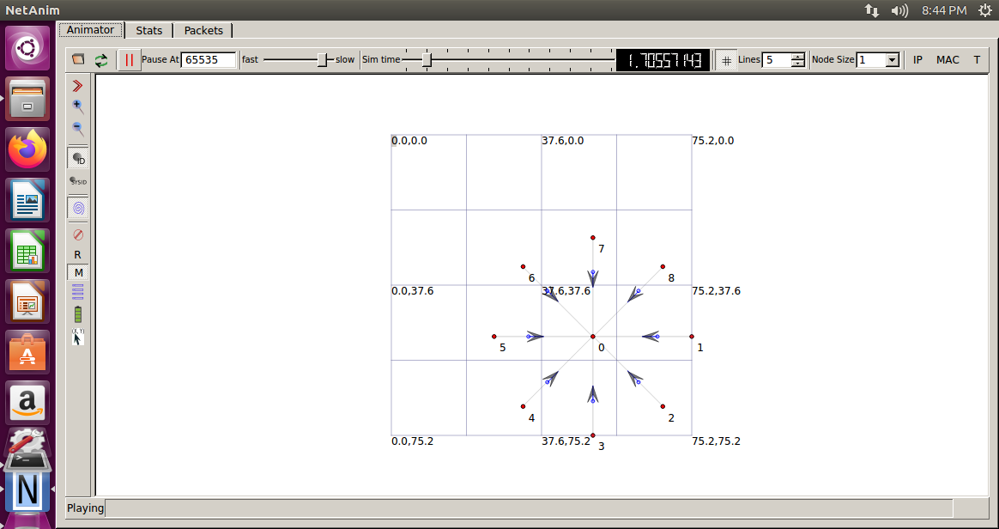 NetAnim
8:44 PM
Animator Stats Packets
Pause At 65535 fast slow Sim time 1.70557143 Lines 5 Node Size 1 IP MAC T
ID
SYSID
R
M
(X, Y)
0.0,0.0 37.6,0.0 75.2,0.0
7
6 8
0.0,37.6 37.6,37.6 75.2,37.6
5 0 1
4 2
0.0,75.2 37.6,75.2 3 75.2,75.2
A
a
>_
N
Playing